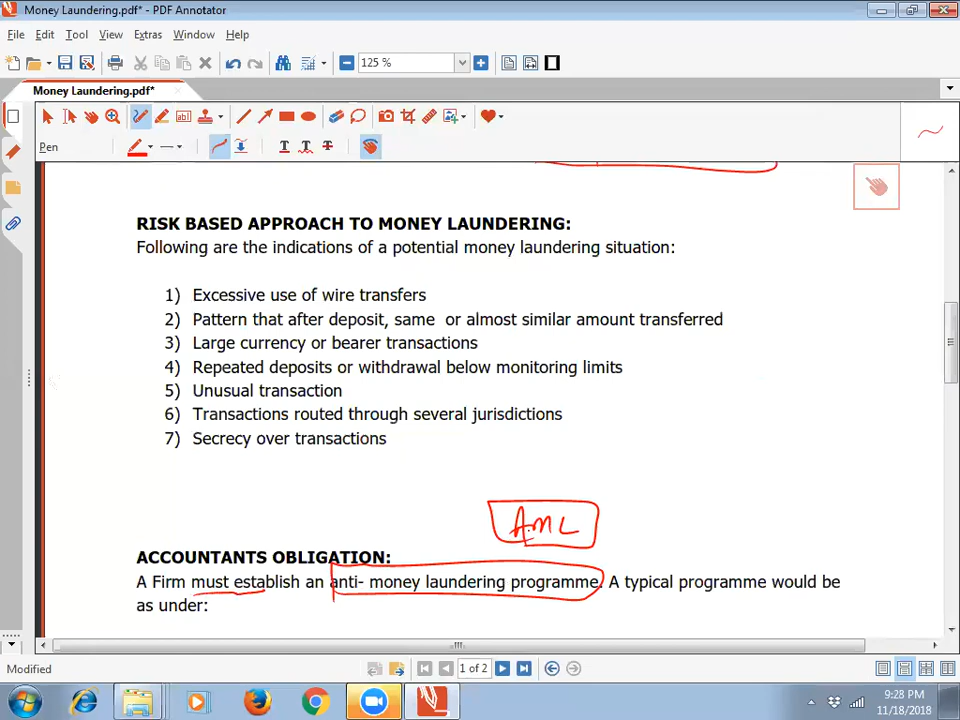 Money Laundering.pdf* - PDF Annotator
File Edit Tool View Extras Window Help
125 %
Money Laundering.pdf*
Pen
RISK BASED APPROACH TO MONEY LAUNDERING:
Following are the indications of a potential money laundering situation:
1) Excessive use of wire transfers
2) Pattern that after deposit, same or almost similar amount transferred
3) Large currency or bearer transactions
4) Repeated deposits or withdrawal below monitoring limits
5) Unusual transaction
6) Transactions routed through several jurisdictions
7) Secrecy over transactions
AML
ACCOUNTANTS OBLIGATION:
A Firm must establish an anti- money laundering programme. A typical programme would be
as under:
1 of 2
Modified
9:28 PM
11/18/2018